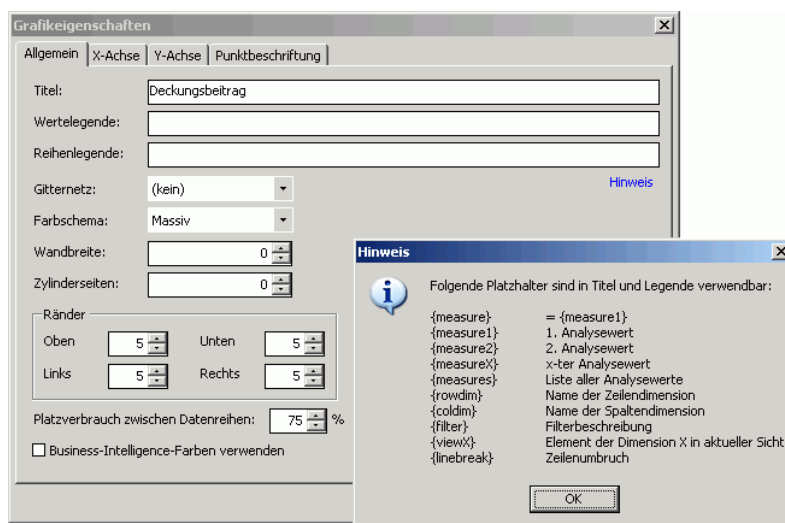 Grafikeigenschaften
Allgemein X-Achse Y-Achse Punktbeschriftung
Titel: Deckungsbeitrag
Wertelegende:
Reihenlegende:
Gitternetz: (kein) Hinweis
Farbschema: Massiv
Wandbreite: 0
Zylinderseiten: 0
Ränder
Oben 5 Unten 5
Links 5 Rechts 5
Platzverbrauch zwischen Datenreihen: 75 %
Business-Intelligence-Farben verwenden
Hinweis
Folgende Platzhalter sind in Titel und Legende verwendbar:
{measure} = {measure1}
{measure1} 1. Analysewert
{measure2} 2. Analysewert
{measureX} x-ter Analysewert
{measures} Liste aller Analysewerte
{rowdim} Name der Zeilendimension
{coldim} Name der Spaltendimension
{filter} Filterbeschreibung
{viewX} Element der Dimension X in aktueller Sicht
{linebreak} Zeilenumbruch
OK